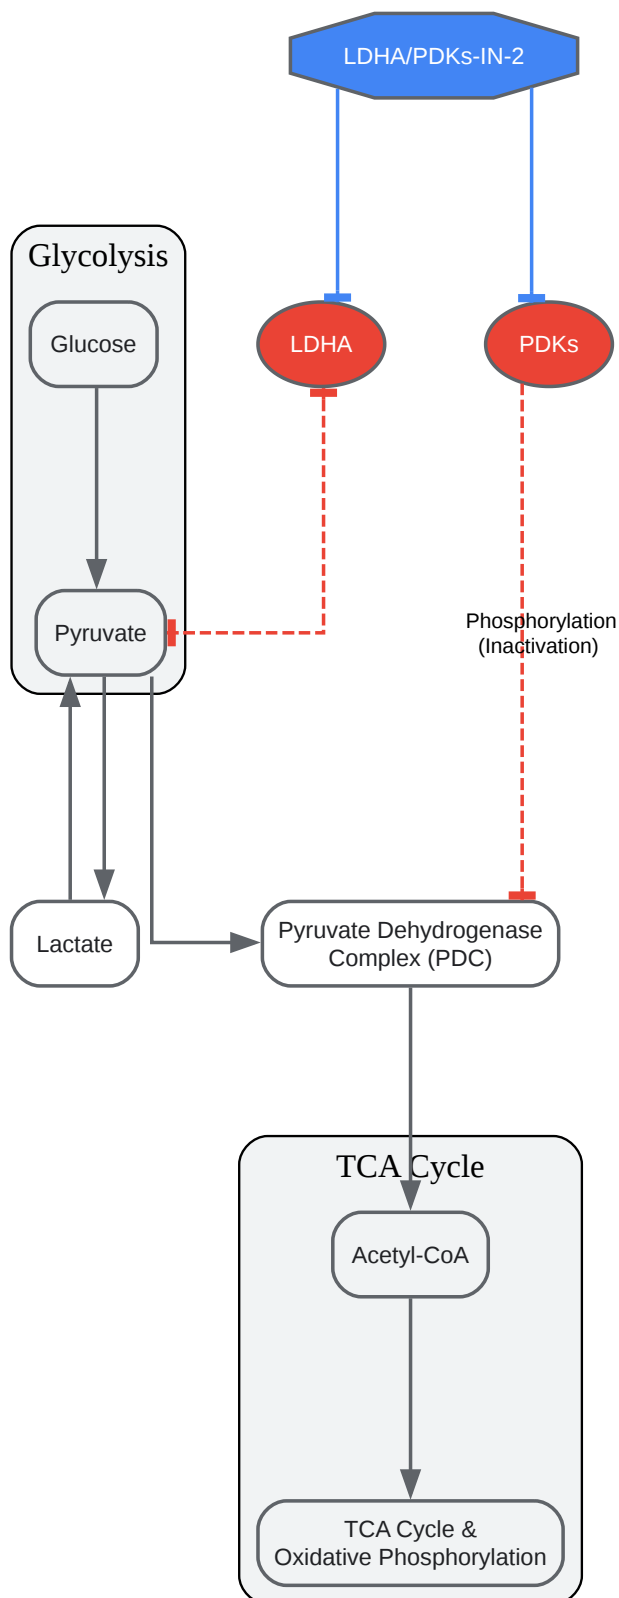 LDHA/PDKs-IN-2
Glycolysis
Glucose
LDHA
PDKs
Phosphorylation
(Inactivation)
Pyruvate
Lactate
Pyruvate Dehydrogenase
Complex (PDC)
TCA Cycle
Acetyl-CoA
TCA Cycle &
Oxidative Phosphorylation